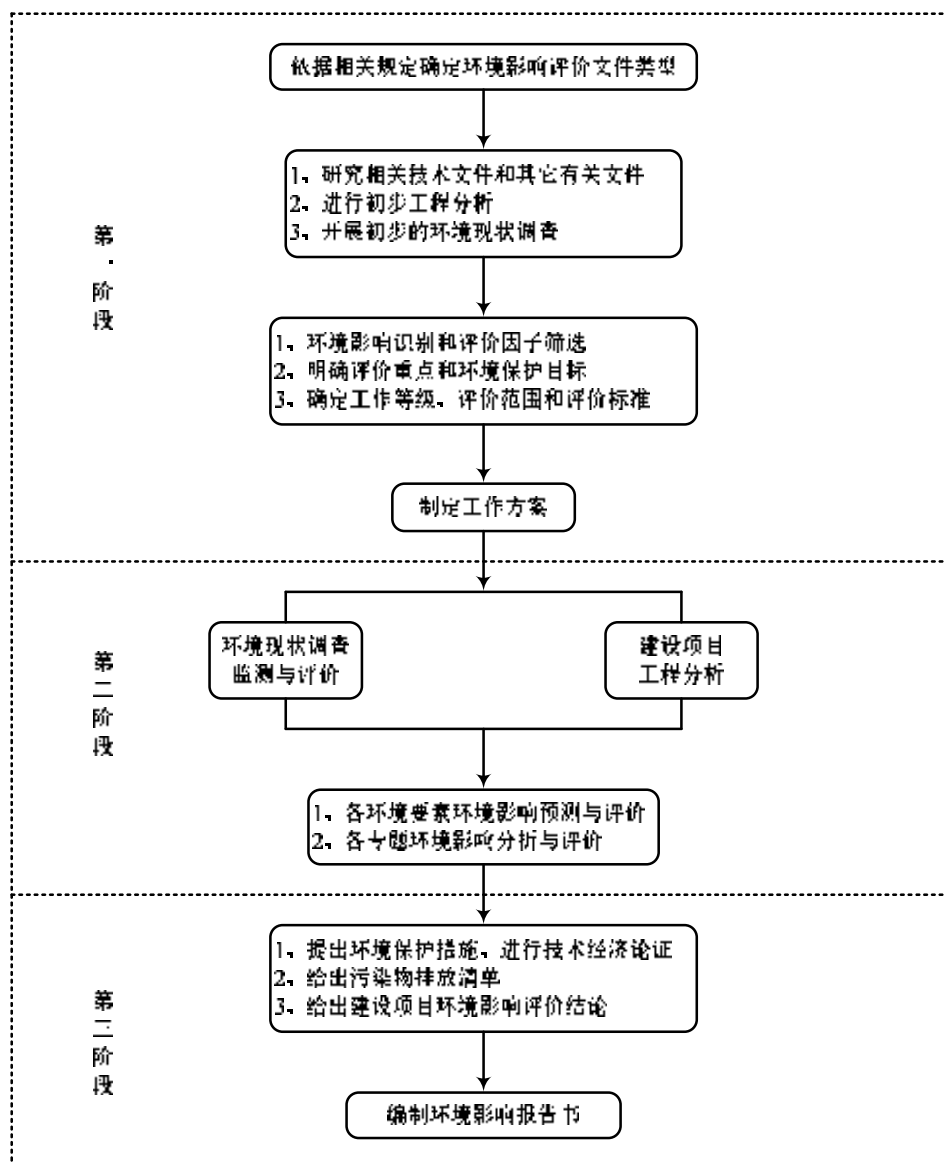 依据相关规定确定环境影响评价文件类型
1、研究相关技术文件和其它有关文件
2、进行初步工程分析
3、开展初步的环境现状调查
第一阶段
1、环境影响识别和评价因子筛选
2、明确评价重点和环境保护目标
3、确定工作等级、评价范围和评价标准
制定工作方案
第二阶段
环境现状调查
监测与评价
建设项目
工程分析
1、各环境要素环境影响预测与评价
2、各专题环境影响分析与评价
第三阶段
1、提出环境保护措施、进行技术经济论证
2、给出污染物排放清单
3、给出建设项目环境影响评价结论
编制环境影响报告书